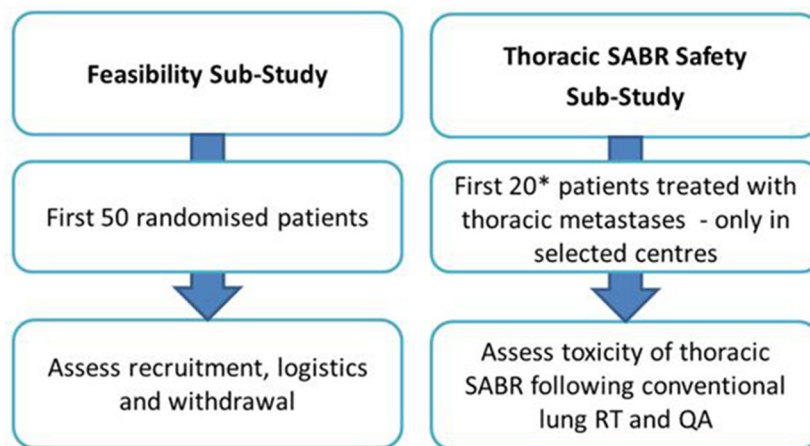 Feasibility Sub-Study
First 50 randomised patients
Assess recruitment, logistics
and withdrawal
Thoracic SABR Safety
Sub-Study
First 20* patients treated with
thoracic metastases - only in
selected centres
Assess toxicity of thoracic
SABR following conventional
lung RT and QA